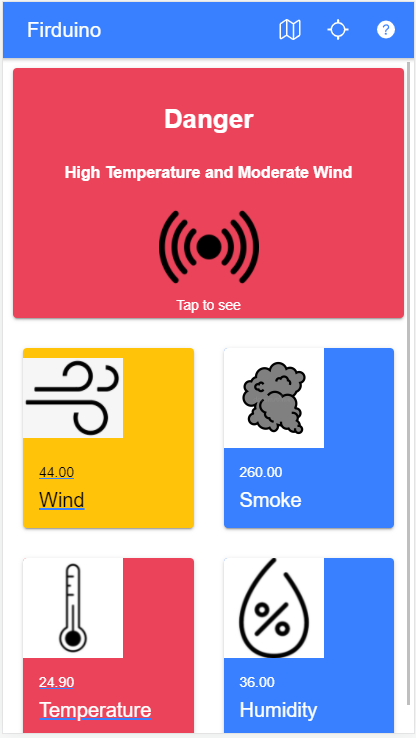 Firduino
?
Danger
High Temperature and Moderate Wind
Tap to see
44.00
Wind
260.00
Smoke
24.90
Temperature
%
36.00
Humidity